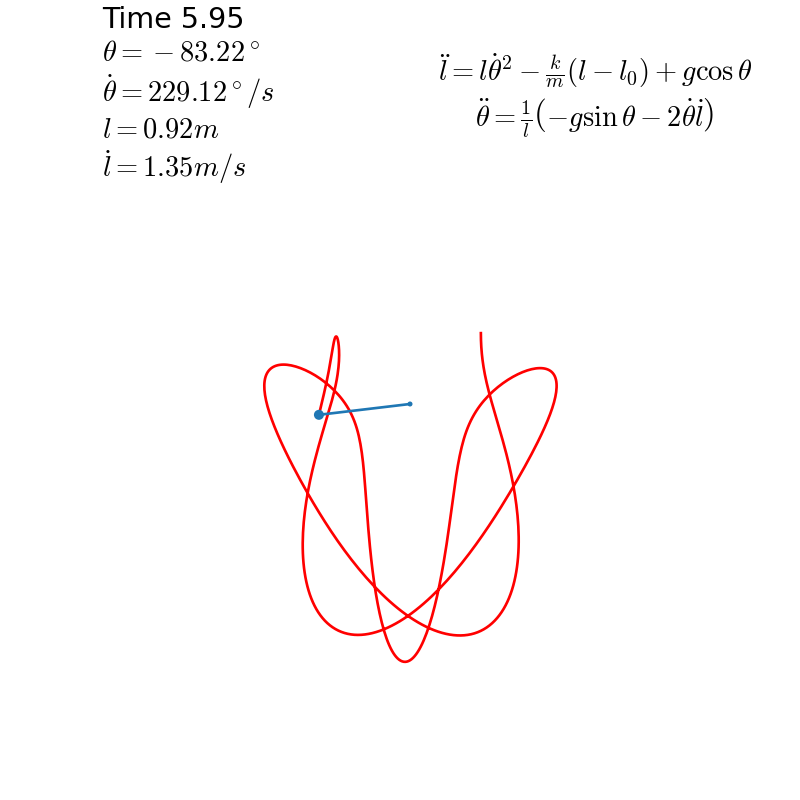 Time 5.95
θ = −83.22°
θ̇ = 229.12°/s
l = 0.92m
l̇ = 1.35m/s
l̈ = lθ̇² − k/m(l − l₀) + g cos θ
θ̈ = 1/l(−g sin θ − 2θ̇l̇)